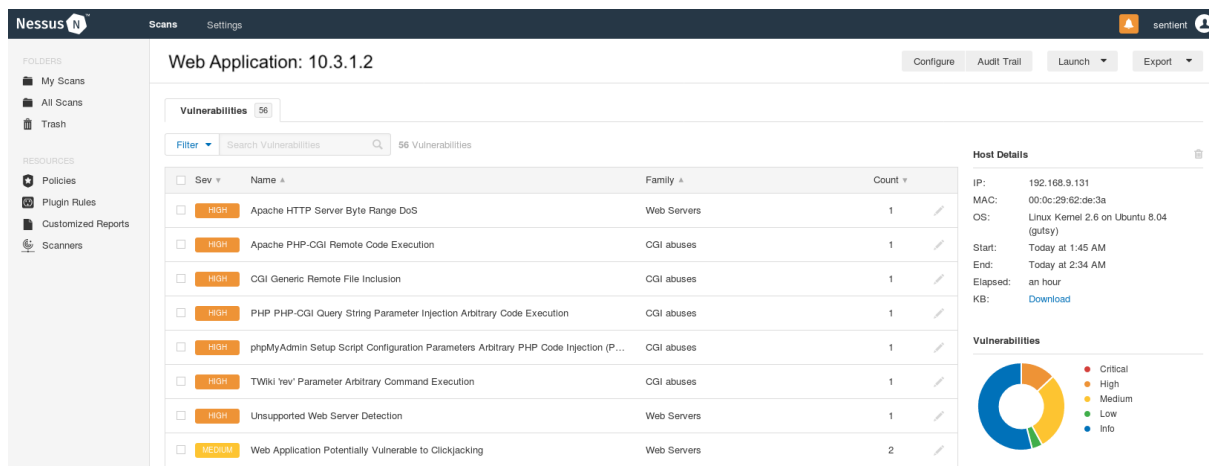 Nessus N
Scans Settings
sentient
FOLDERS
My Scans
All Scans
Trash
RESOURCES
Policies
Plugin Rules
Customized Reports
Scanners
Web Application: 10.3.1.2
Configure Audit Trail Launch Export
Vulnerabilities 56
Filter Search Vulnerabilities 56 Vulnerabilities
Sev Name Family Count
HIGH Apache HTTP Server Byte Range DoS Web Servers 1
HIGH Apache PHP-CGI Remote Code Execution CGI abuses 1
HIGH CGI Generic Remote File Inclusion CGI abuses 1
HIGH PHP PHP-CGI Query String Parameter Injection Arbitrary Code Execution CGI abuses 1
HIGH phpMyAdmin Setup Script Configuration Parameters Arbitrary PHP Code Injection (P... CGI abuses 1
HIGH TWiki 'rev' Parameter Arbitrary Command Execution CGI abuses 1
HIGH Unsupported Web Server Detection Web Servers 1
MEDIUM Web Application Potentially Vulnerable to Clickjacking Web Servers 2
Host Details
IP: 192.168.9.131
MAC: 00:0c:29:62:de:3a
OS: Linux Kernel 2.6 on Ubuntu 8.04
(gutsy)
Start: Today at 1:45 AM
End: Today at 2:34 AM
Elapsed: an hour
KB: Download
Vulnerabilities
Critical
High
Medium
Low
Info